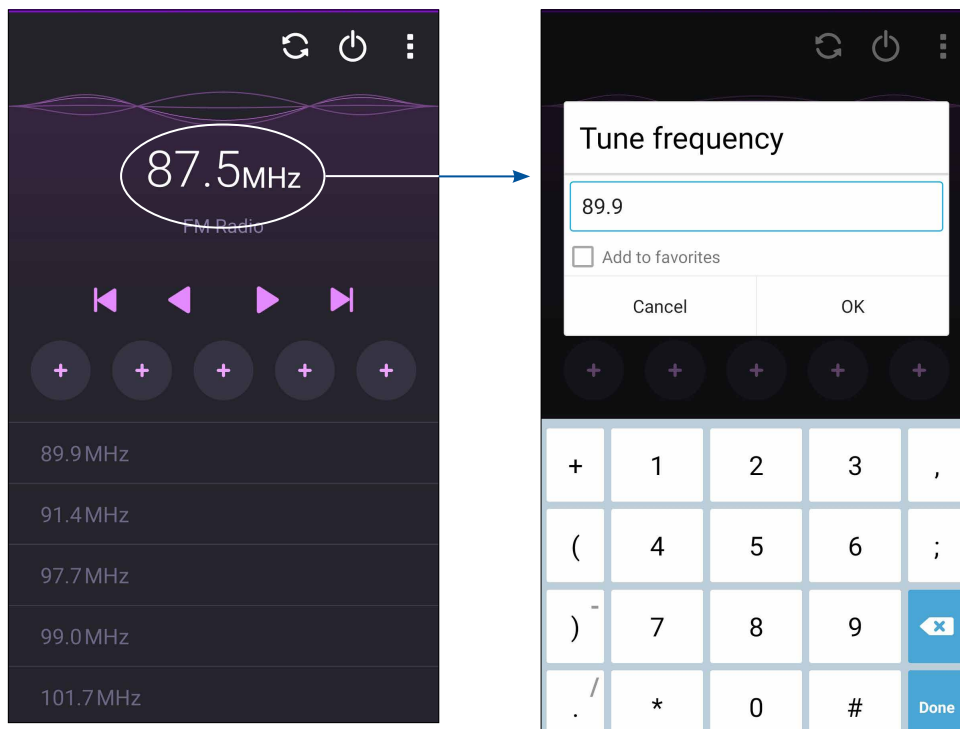 87.5MHz
FM Radio
+ + + + +
89.9MHz
91.4MHz
97.7MHz
99.0MHz
101.7MHz
Tune frequency
89.9
Add to favorites
Cancel OK
+ + + + +
+ 1 2 3 ,
( 4 5 6 ;
) - 7 8 9
. / * 0 # Done